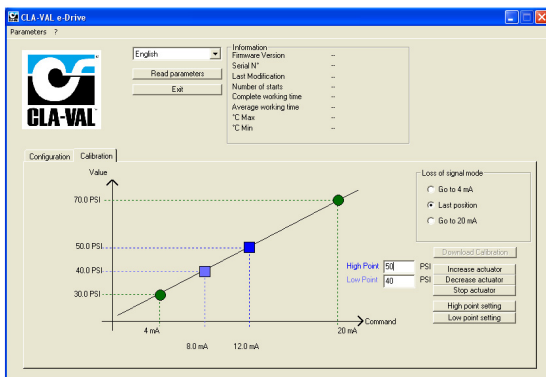 CLA-VAL e-Drive
Parameters ?
English
Read parameters
Exit
Information
Firmware Version --
Serial N° --
Last Modification --
Number of starts --
Complete working time --
Average working time --
°C Max --
°C Min --
CLA-VAL
Configuration Calibration
Value
70.0 PSI
50.0 PSI
40.0 PSI
30.0 PSI
4 mA
8.0 mA
12.0 mA
20 mA
Command
High Point 50 PSI
Low Point 40 PSI
Loss of signal mode
Go to 4 mA
Last position
Go to 20 mA
Download Calibration
Increase actuator
Decrease actuator
Stop actuator
High point setting
Low point setting